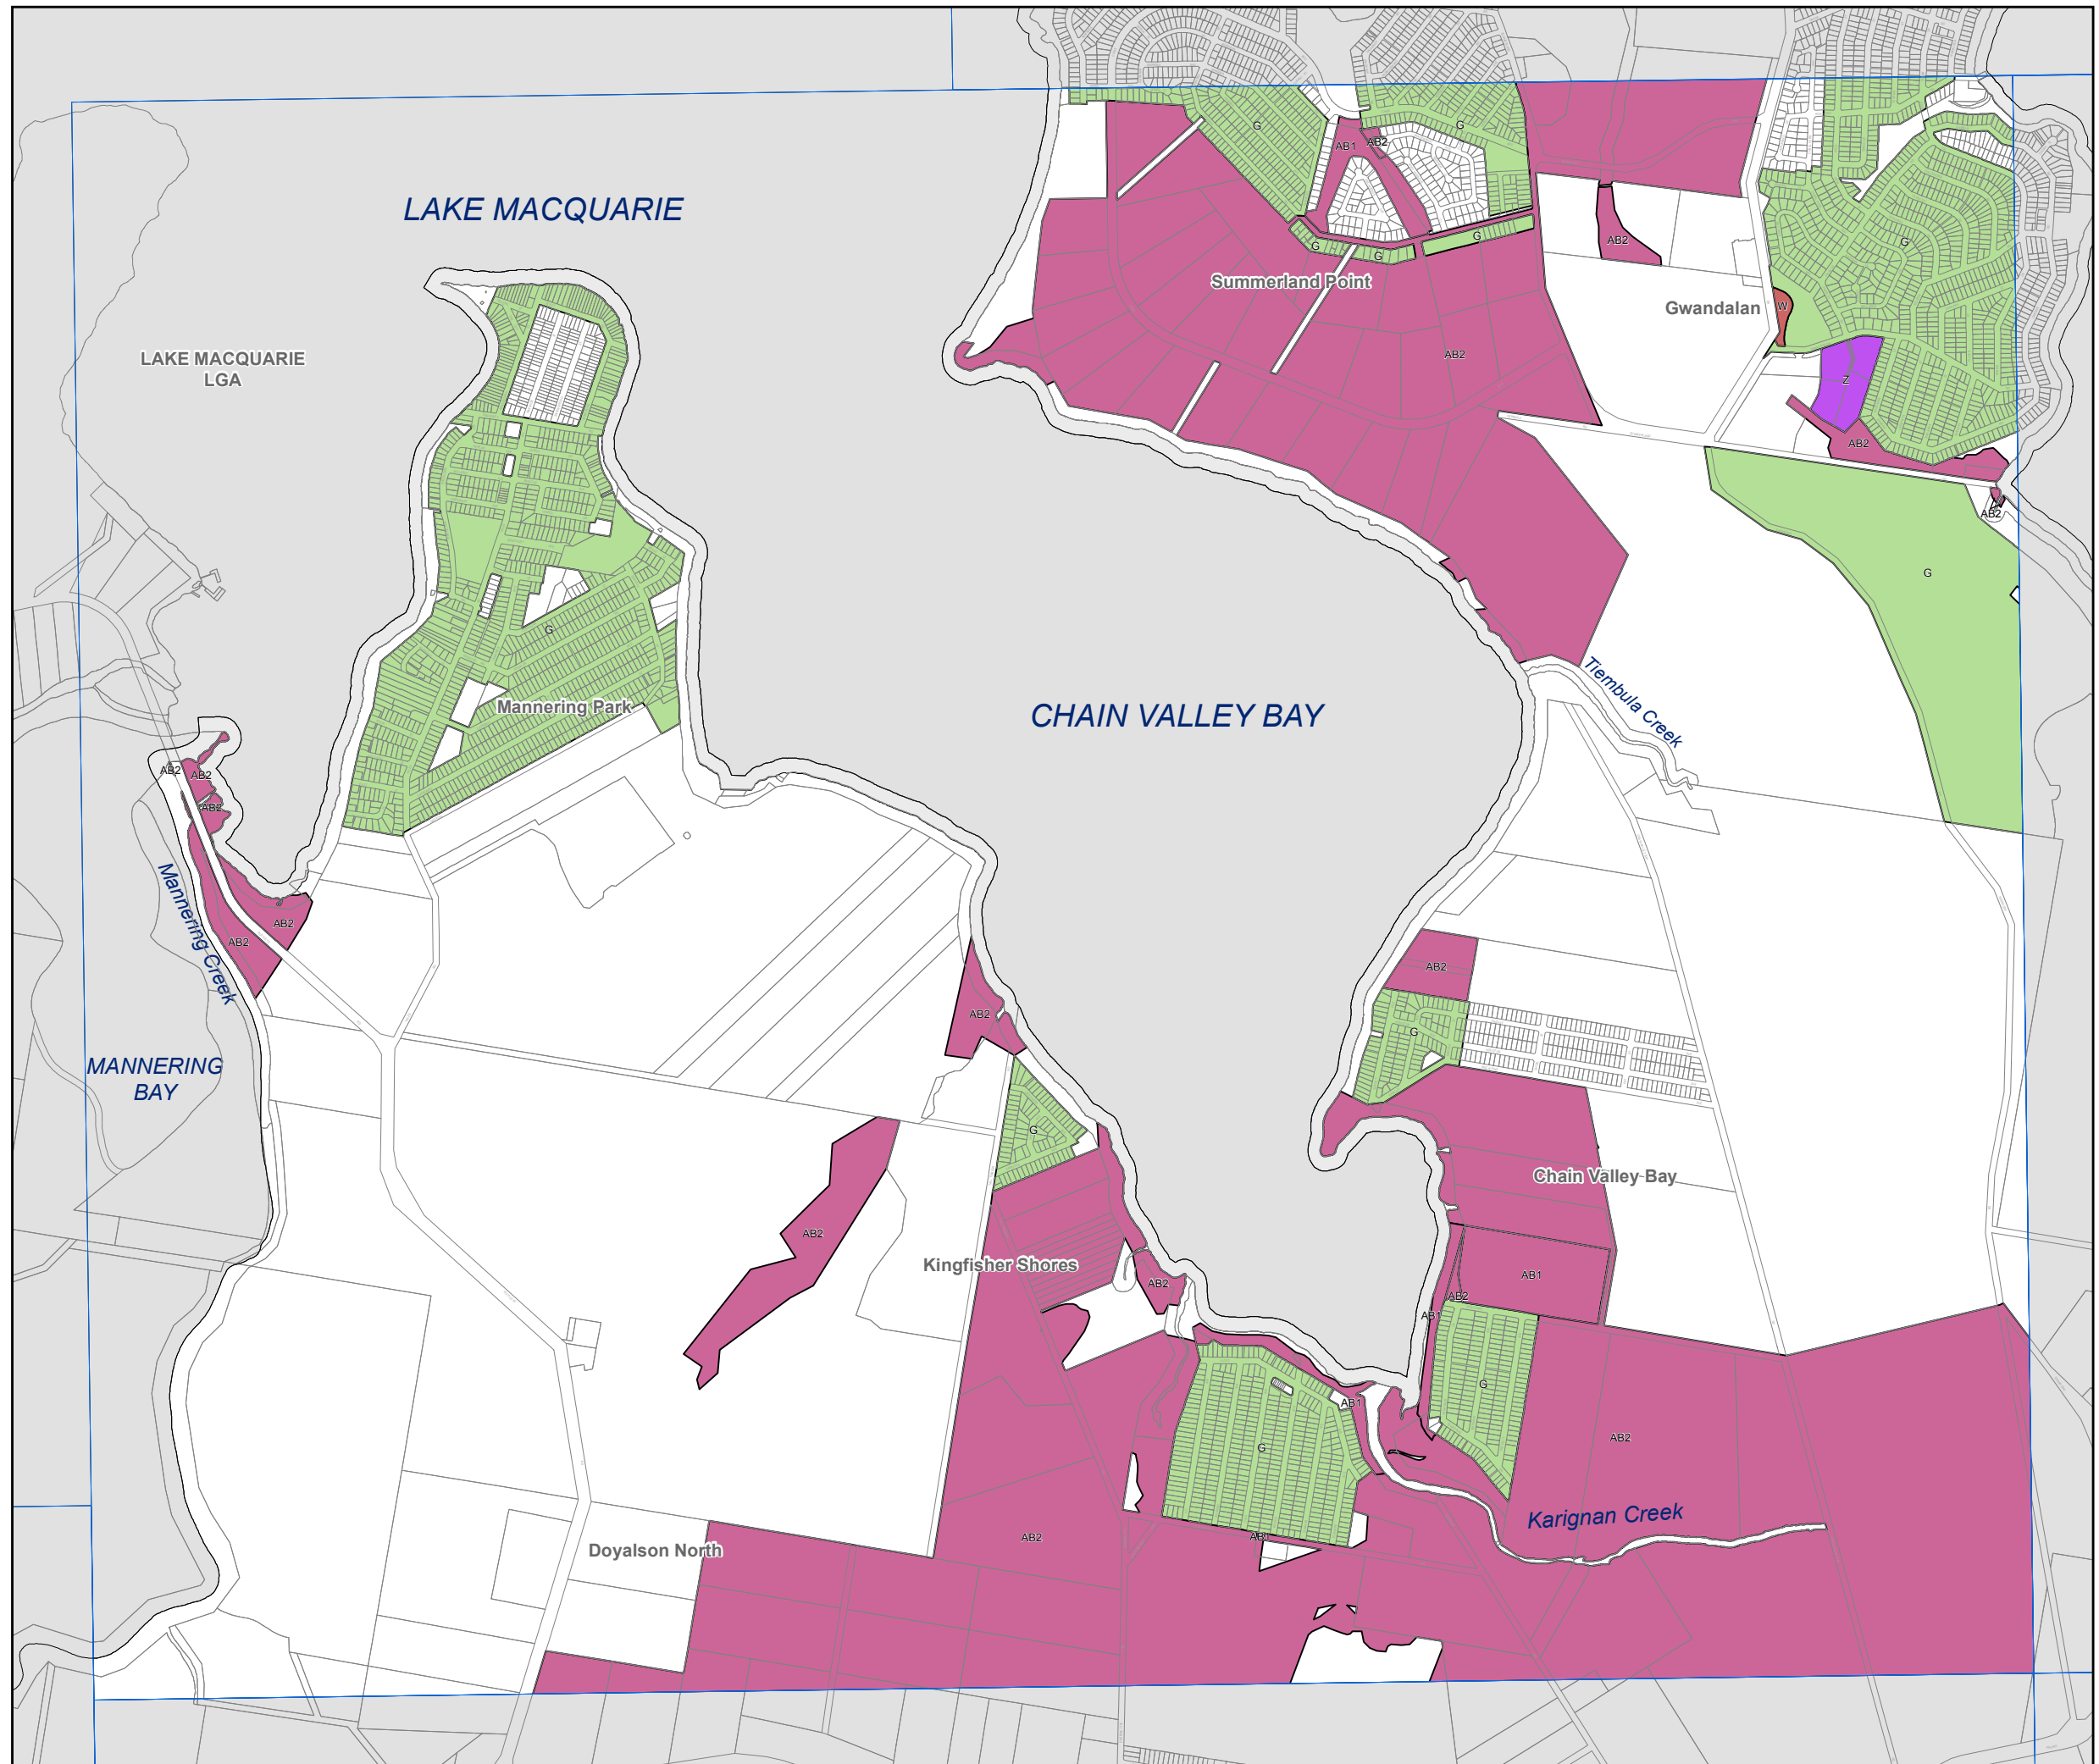 G
G
AB1
AB2
LAKE MACQUARIE
AB2
G
G
G
G
Summerland Point
Gwandalan
W
LAKE MACQUARIE
LGA
AB2
Z
AB2
AB2
G
G
Mannering Park
CHAIN VALLEY BAY
Tiembula Creek
AB2
AB2
AB2
Mannering Creek
AB2
AB2
AB2
AB2
G
MANNERING
BAY
G
Chain Valley Bay
AB2
Kingfisher Shores
AB2
AB1
AB2
AB1
G
AB1
AB2
G
Karignan Creek
AB2
AB1
Doyalson North